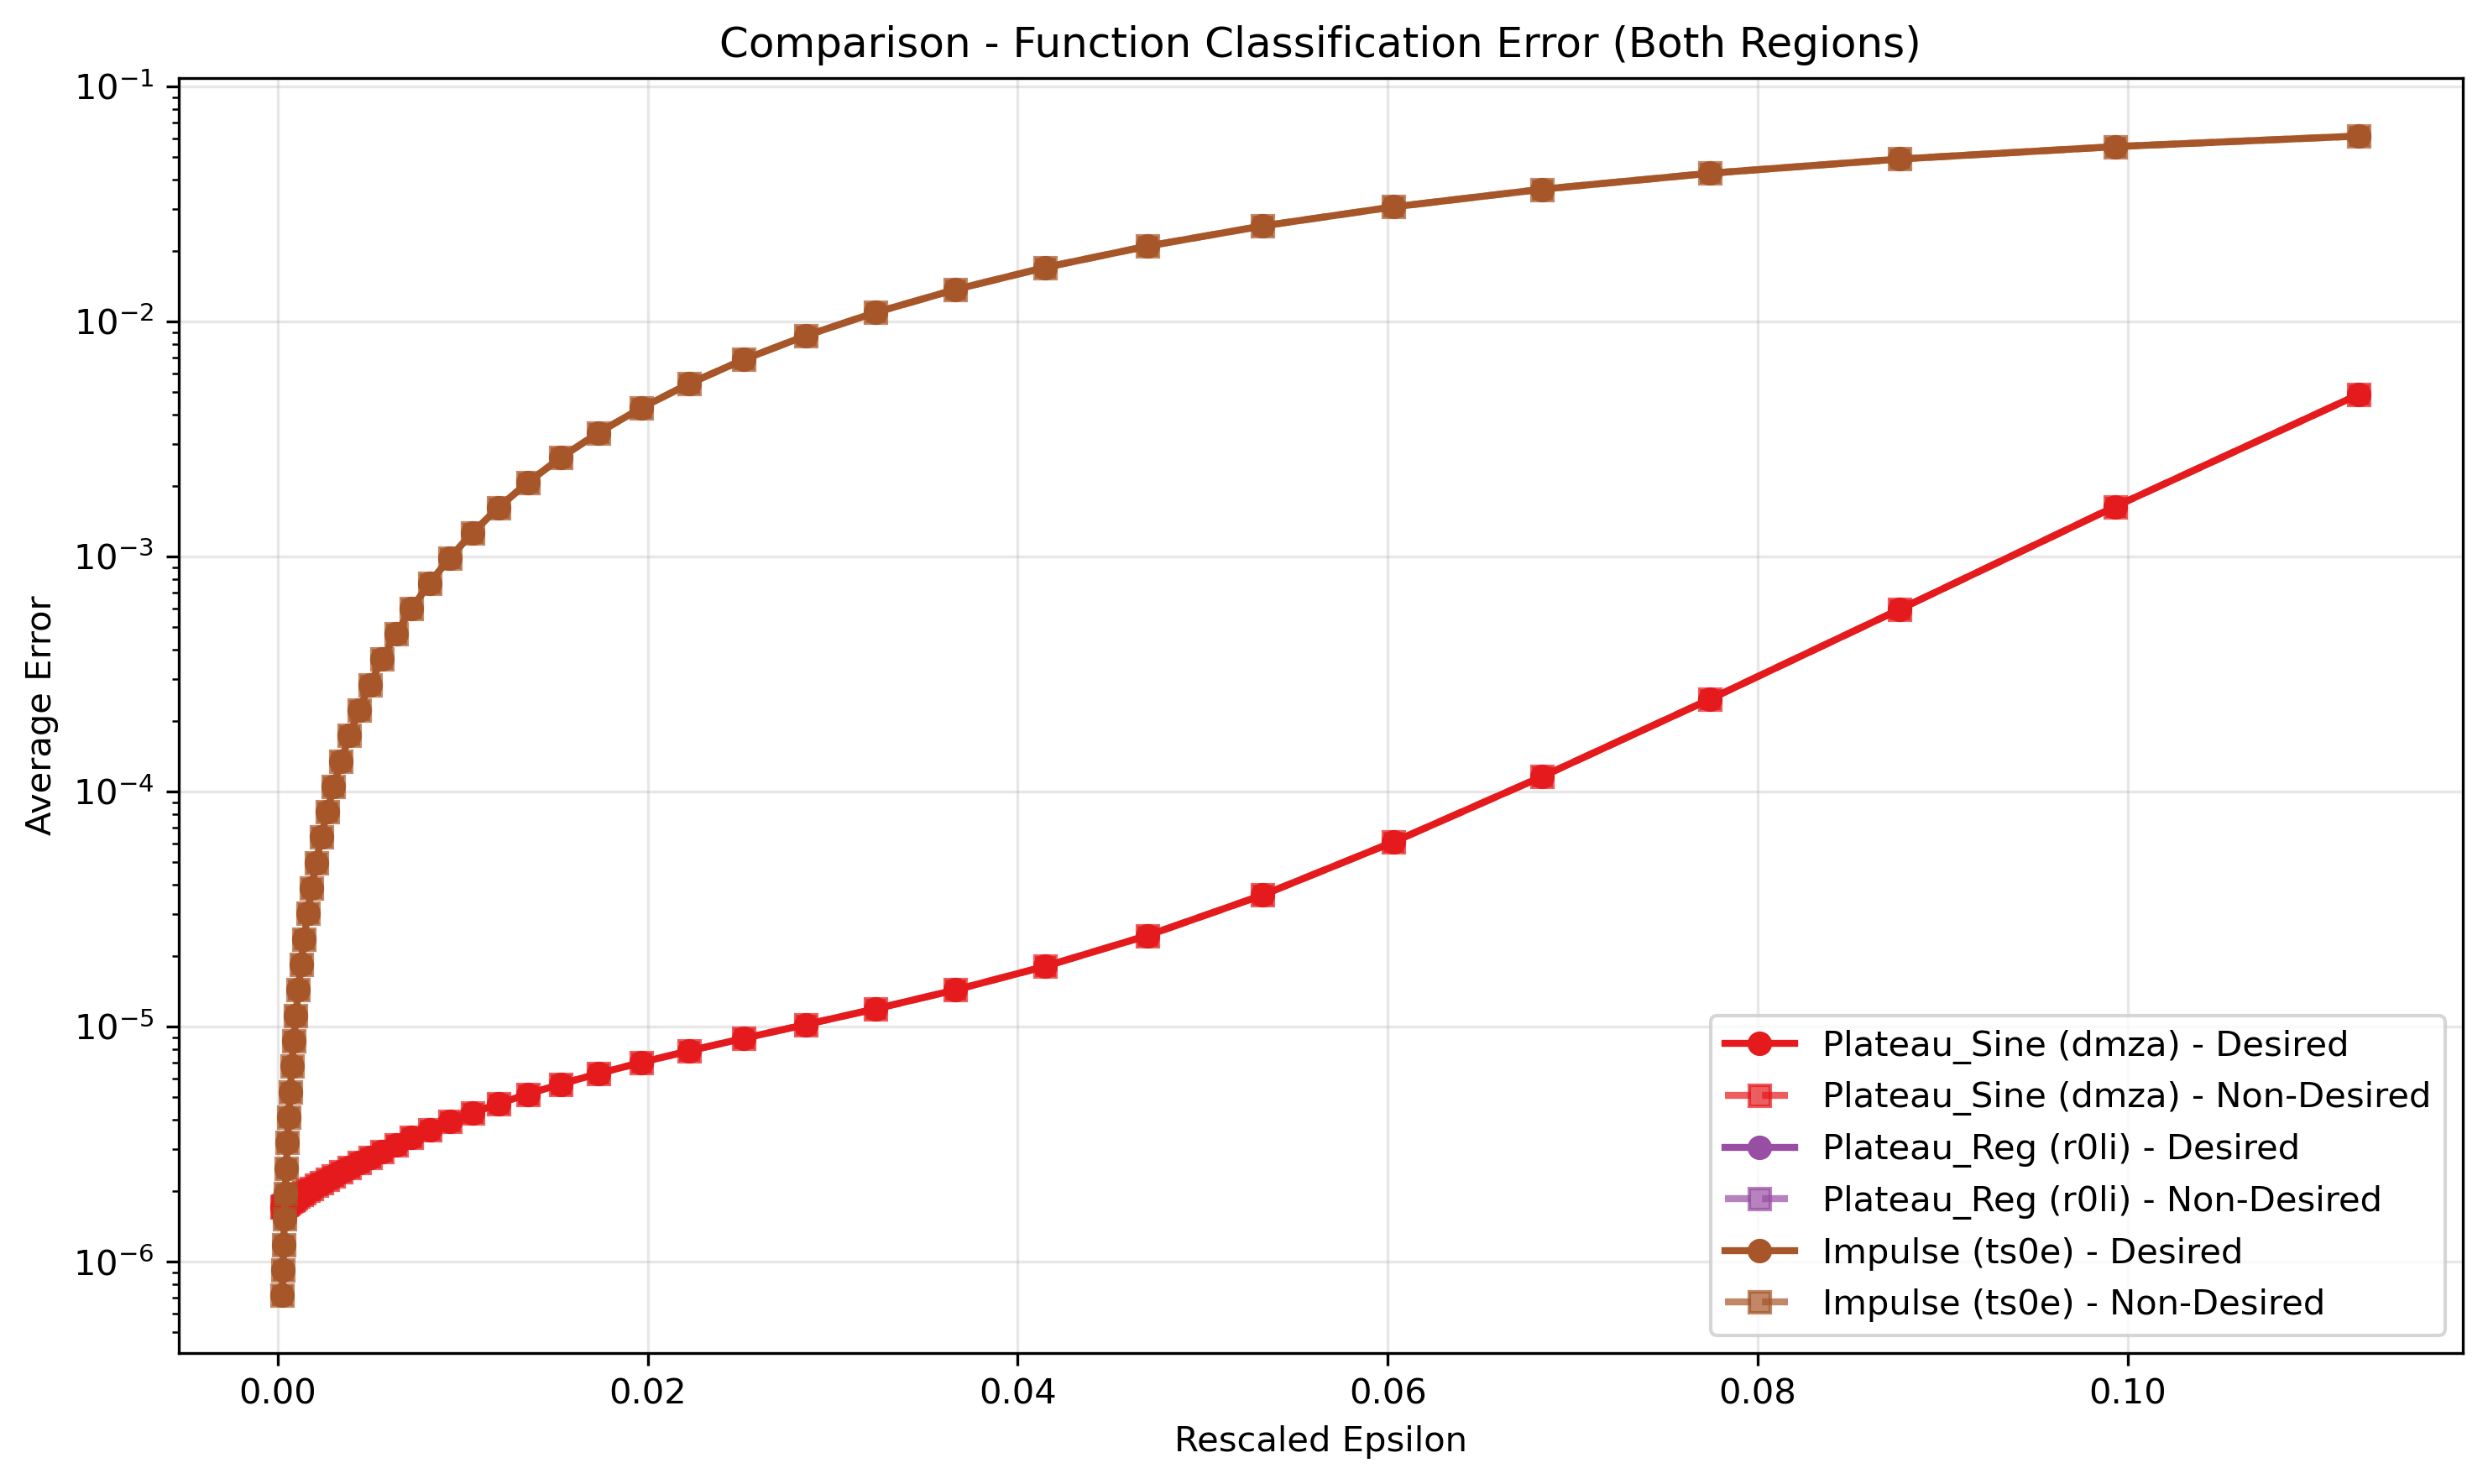 Comparison - Function Classification Error (Both Regions)
Average Error
10⁻¹
10⁻²
10⁻³
10⁻⁴
10⁻⁵
10⁻⁶
Plateau_Sine (dmza) - Desired
Plateau_Sine (dmza) - Non-Desired
Plateau_Reg (r0li) - Desired
Plateau_Reg (r0li) - Non-Desired
Impulse (ts0e) - Desired
Impulse (ts0e) - Non-Desired
0.00 0.02 0.04 0.06 0.08 0.10
Rescaled Epsilon